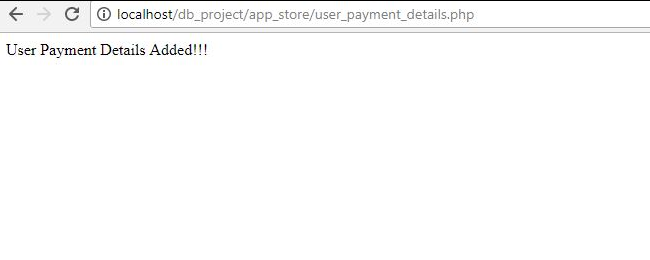 localhost/db_project/app_store/user_payment_details.php
User Payment Details Added!!!